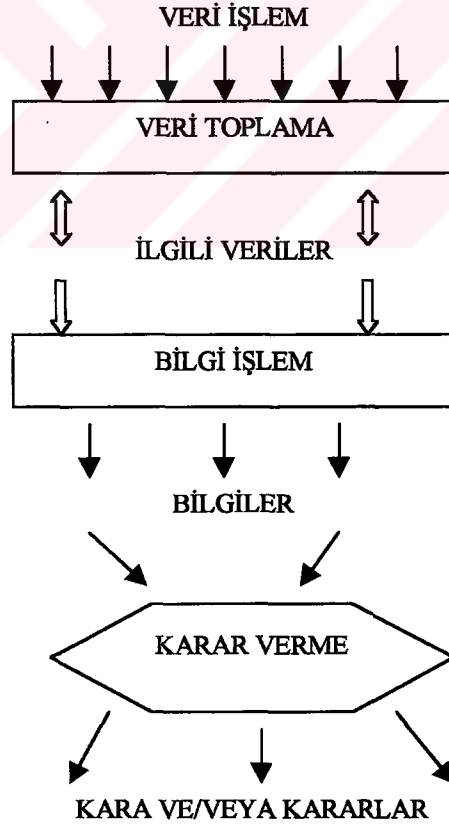 VERİ İŞLEM
VERİ TOPLAMA
İLGİLİ VERİLER
BİLGİ İŞLEM
BİLGİLER
KARAR VERME
KARA VE/VEYA KARARLAR